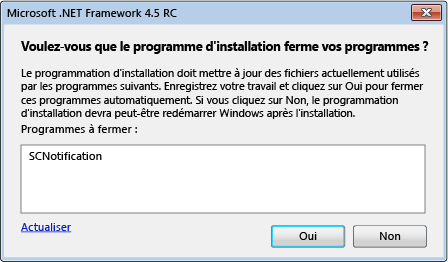 Microsoft .NET Framework 4.5 RC
Voulez-vous que le programme d'installation ferme vos programmes ?
Le programmation d'installation doit mettre à jour des fichiers actuellement utilisés
par les programmes suivants. Enregistrez votre travail et cliquez sur Oui pour fermer
ces programmes automatiquement. Si vous cliquez sur Non, le programmation
d'installation devra peut-être redémarrer Windows après l'installation.
Programmes à fermer :
SCNotification
Actualiser
Oui
Non